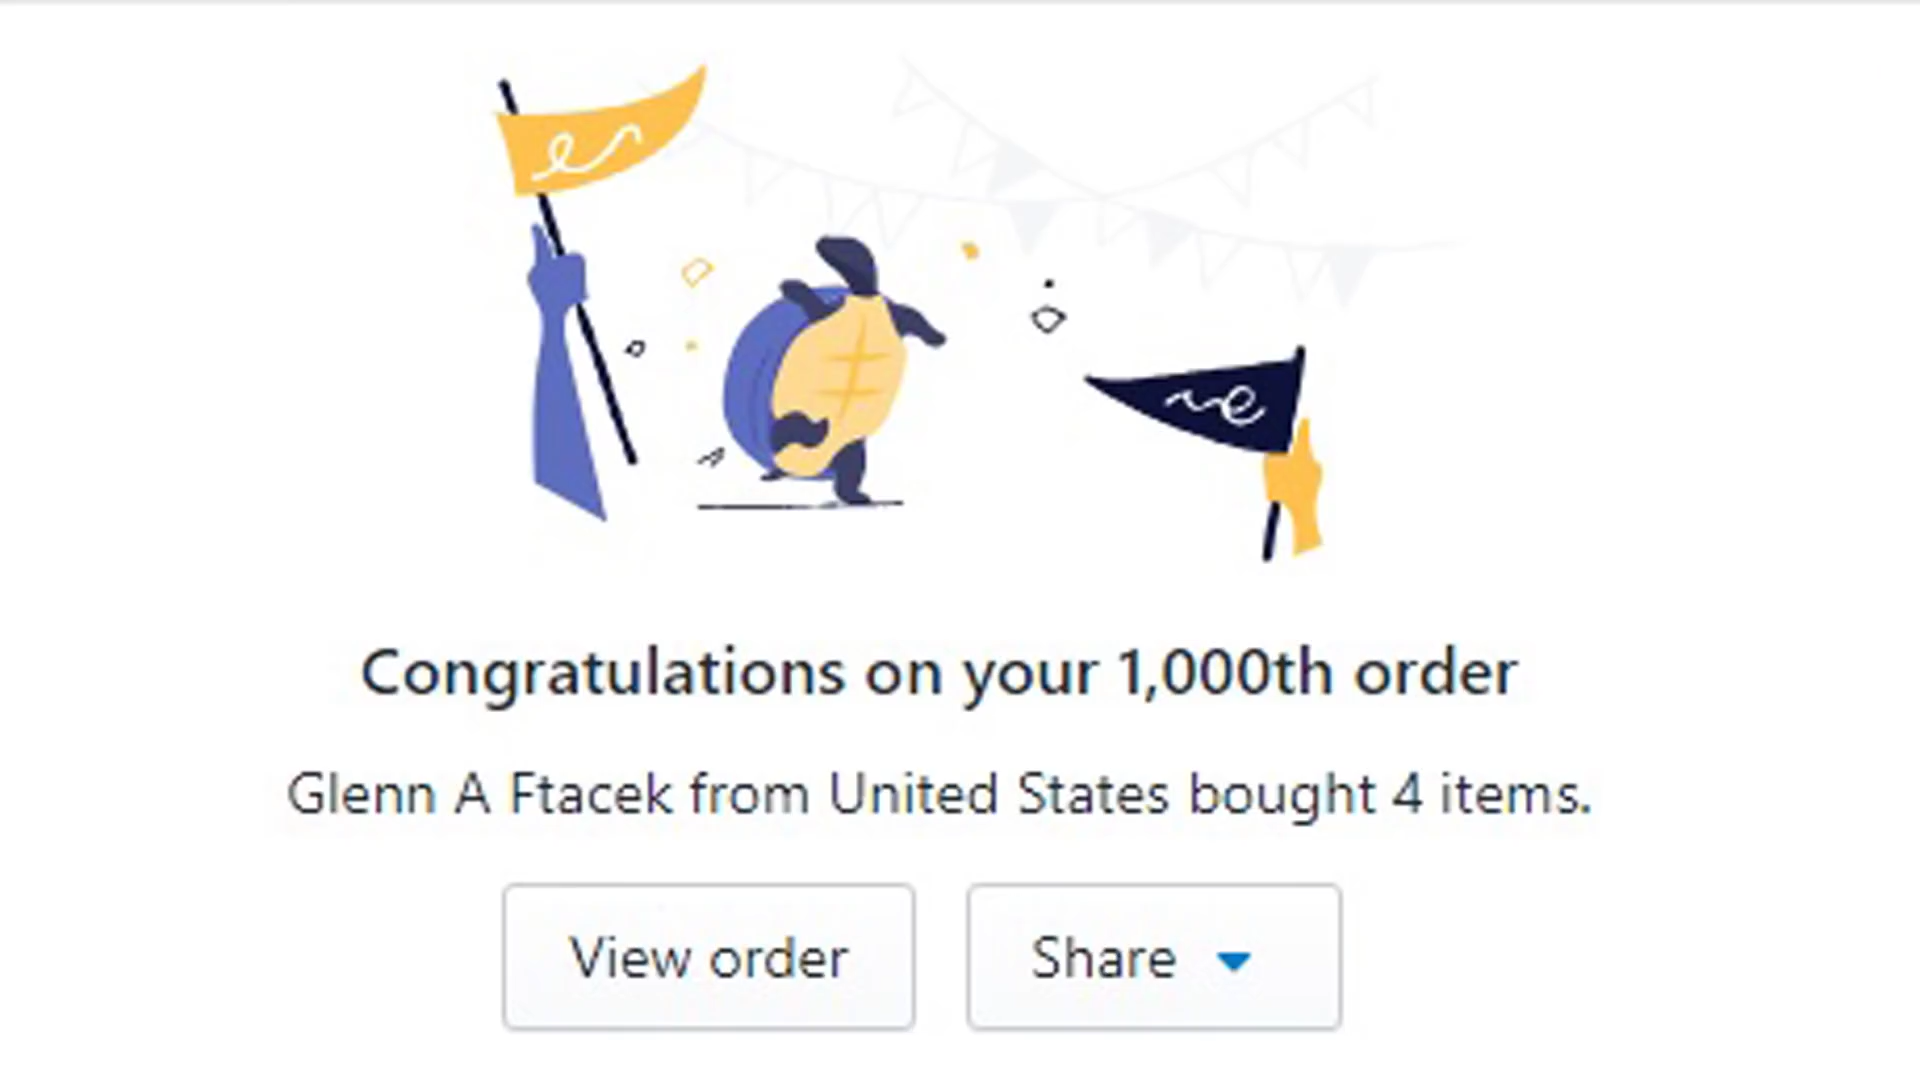 Congratulations on your 1,000th order
Glenn A Ftacek from United States bought 4 items.
View order
Share